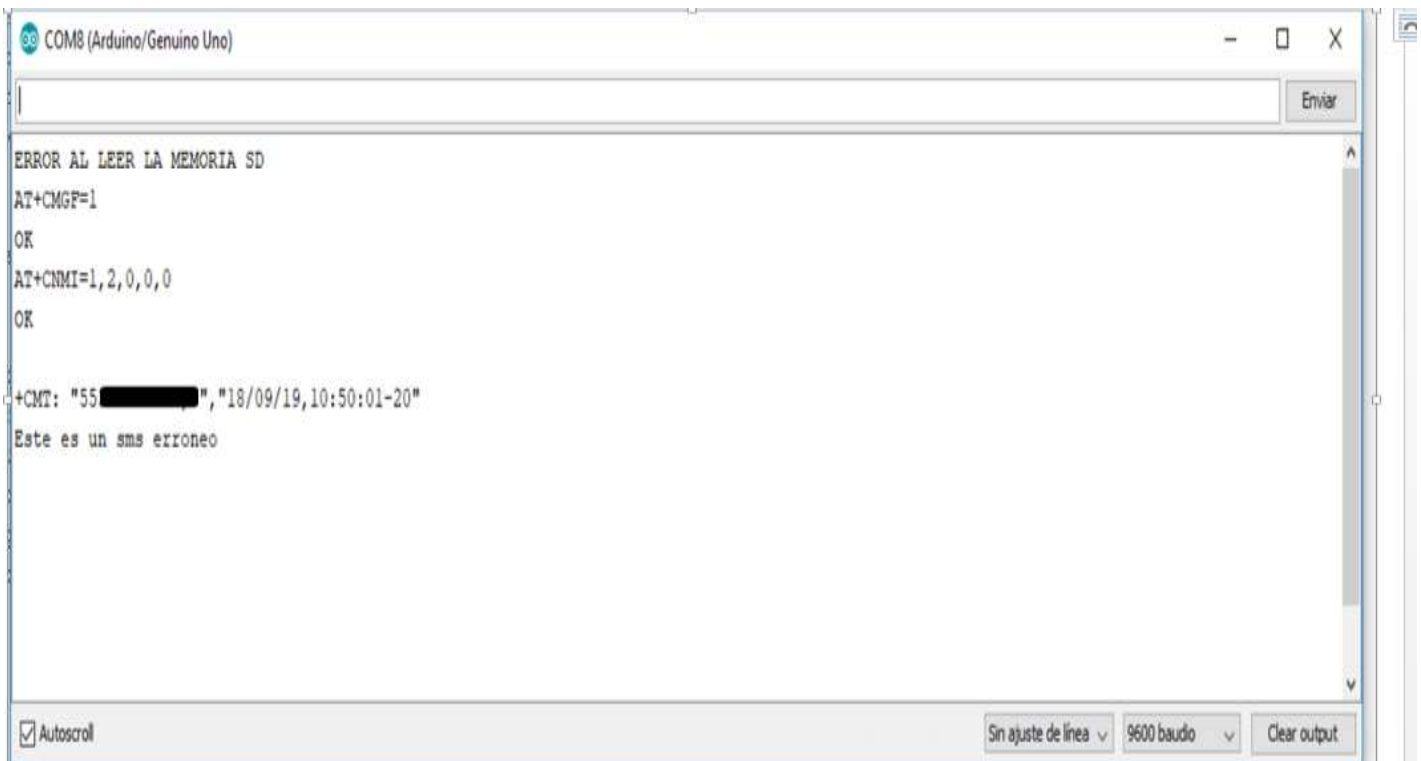 COM8 (Arduino/Genuino Uno)
Enviar
ERROR AL LEER LA MEMORIA SD
AT+CMGF=1
OK
AT+CNMI=1,2,0,0,0
OK
+CMT: "55 ","18/09/19,10:50:01-20"
Este es un sms erroneo
Autoscroll
Sin ajuste de línea 9600 baudio Clear output